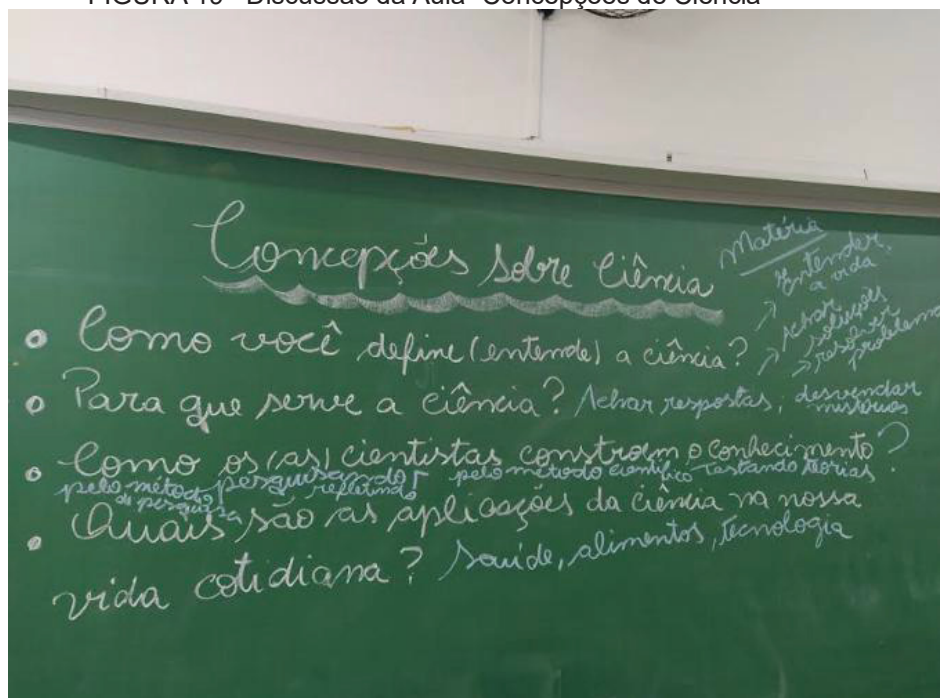 FIGURA 19 - Discussão da Aula "Concepções de Ciência"
Concepções sobre Ciência
Matéria
Entender
a vida
• Como você define (entende) a ciência?
→ Achar
soluções
→ resolver
problema
• Para que serve a ciência? Achar respostas, desvendar
mistérios
• Como os (as) cientistas constroem o conhecimento?
pelo método pesquisando, pelo método científico, testando teorias
de pesquisa refletindo
• Quais são as aplicações da ciência na nossa
vida cotidiana? Saúde, alimentos, tecnologia